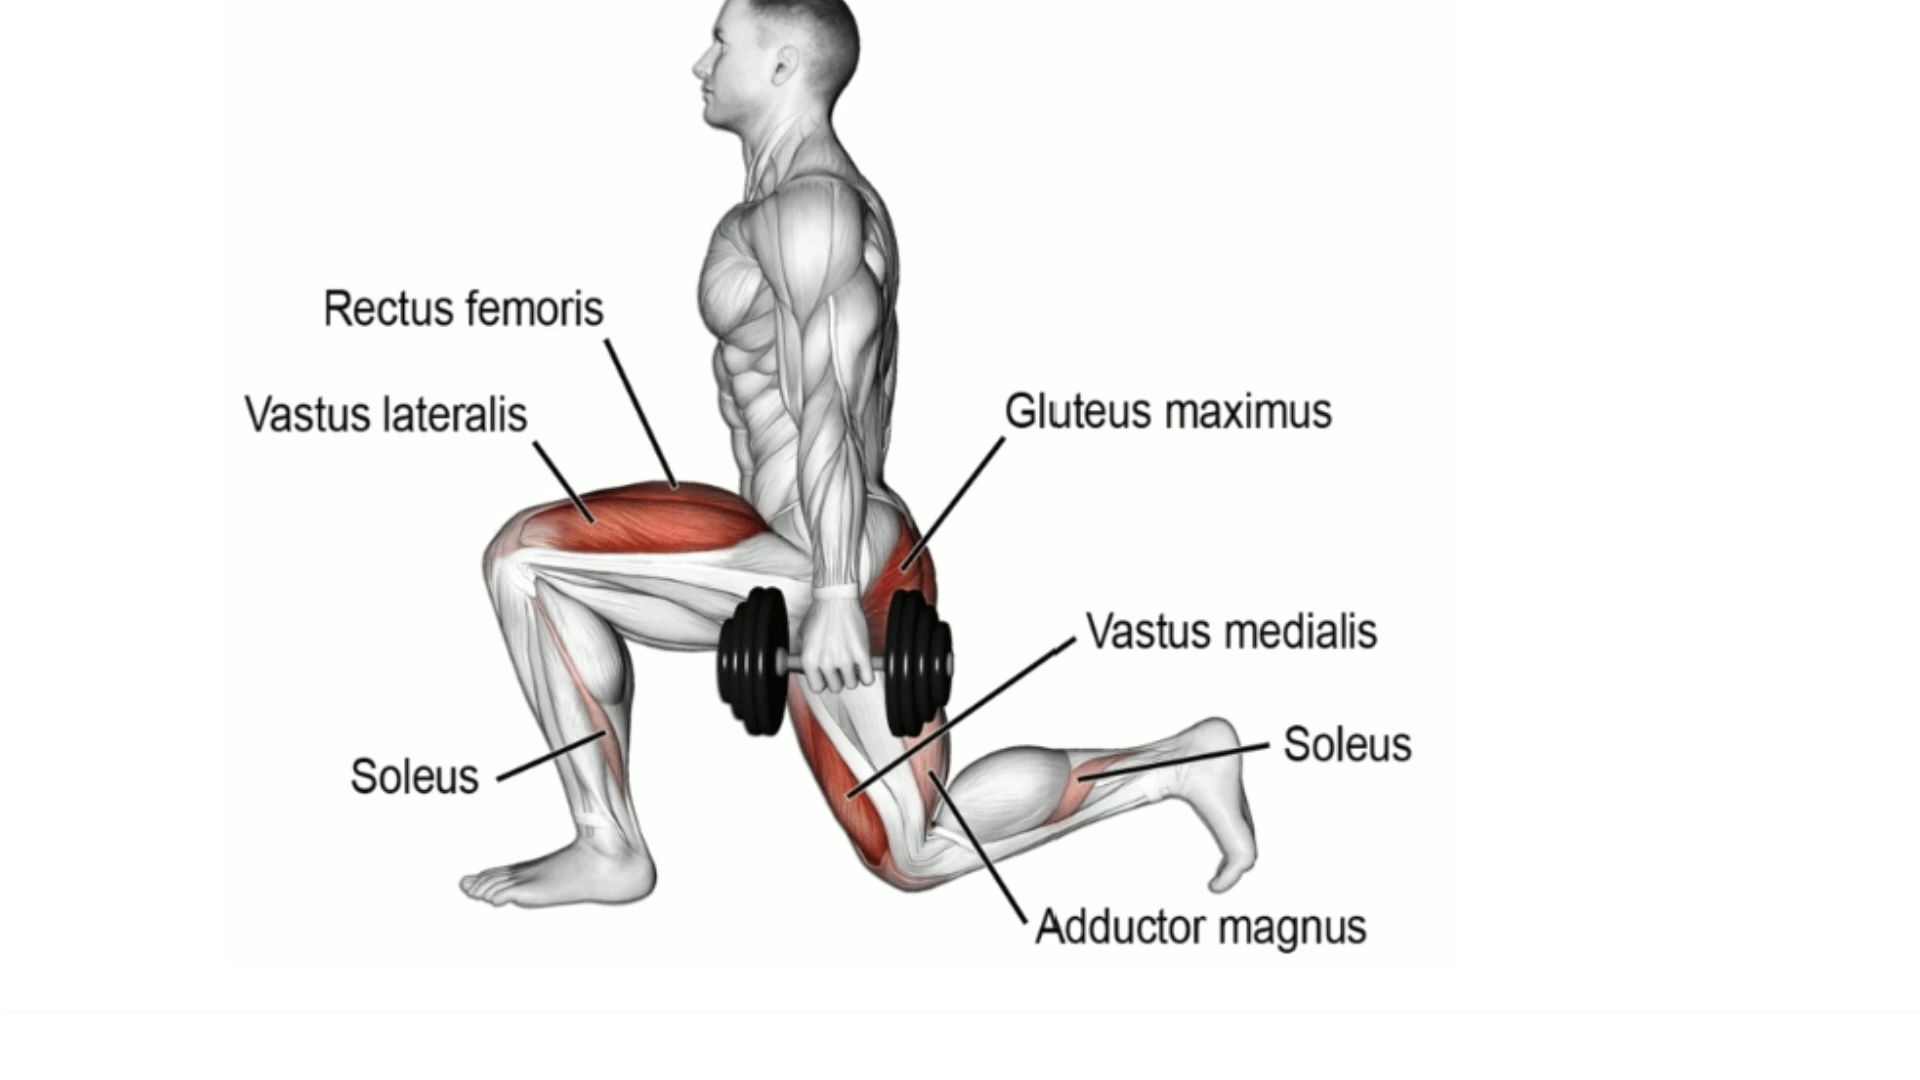 Rectus femoris
Vastus lateralis
Gluteus maximus
Vastus medialis
Soleus
Soleus
Adductor magnus